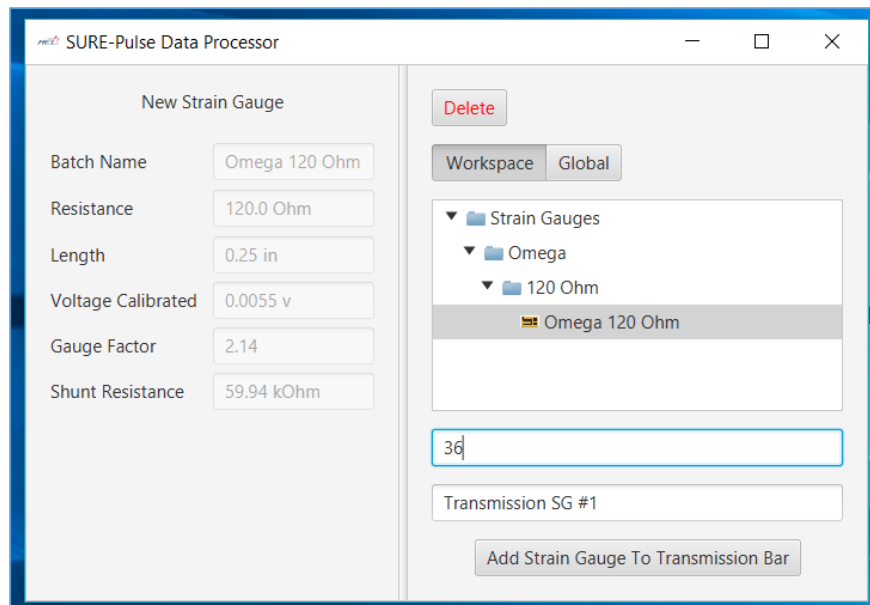 SURE-Pulse Data Processor
New Strain Gauge
Batch Name Omega 120 Ohm
Resistance 120.0 Ohm
Length 0.25 in
Voltage Calibrated 0.0055 v
Gauge Factor 2.14
Shunt Resistance 59.94 kOhm
Delete
Workspace Global
Strain Gauges
Omega
120 Ohm
Omega 120 Ohm
36
Transmission SG #1
Add Strain Gauge To Transmission Bar